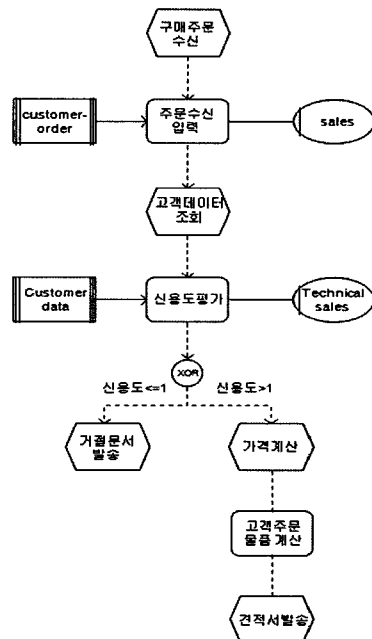 구매주문
수신
customer-
order
주문수신
입력
sales
고객데이터
조회
Customer
data
신용도평가
Technical
sales
XOR
신용도<=1
신용도>1
거절문서
발송
가격계산
고객주문
물품 계산
견적서발송